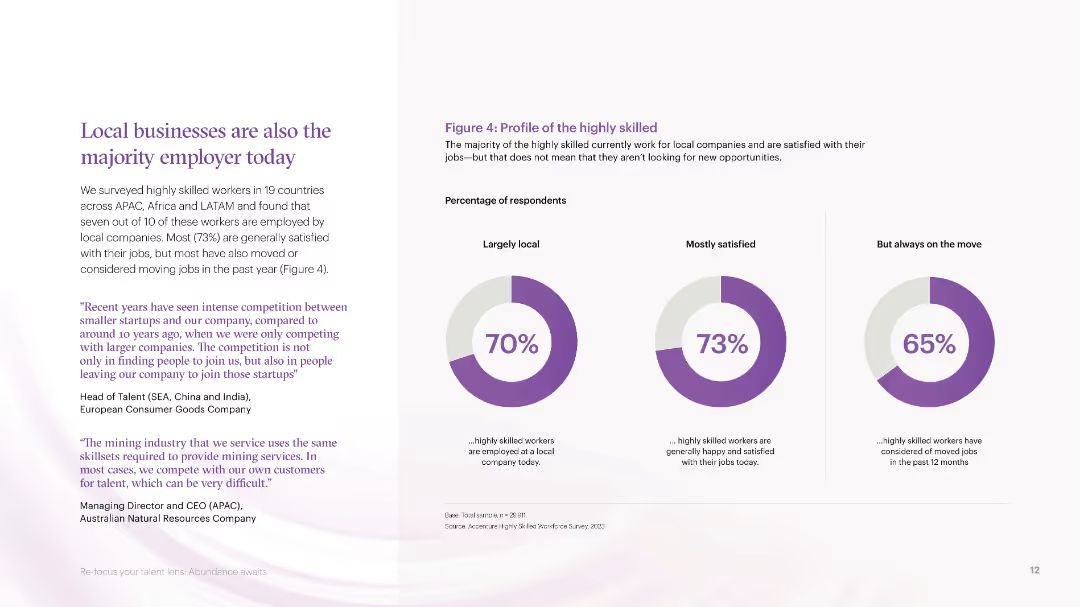 Local businesses are also the
majority employer today
We surveyed highly skilled workers in 19 countries
across APAC, Africa and LATAM and found that
seven out of 10 of these workers are employed by
local companies. Most (73%) are generally satisfied
with their jobs, but most have also moved or
considered moving jobs in the past year (Figure 4).
"Recent years have seen intense competition between
smaller startups and our company, compared to
around 10 years ago, when we were only competing
with larger companies. The competition is not
only in finding people to join us, but also in people
leaving our company to join those startups”
Head of Talent (SEA, China and India),
European Consumer Goods Company
“The mining industry that we service uses the same
skillsets required to provide mining services. In
most cases, we compete with our own customers
for talent, which can be very difficult.”
Managing Director and CEO (APAC),
Australian Natural Resources Company
Figure 4: Profile of the highly skilled
The majority of the highly skilled currently work for local companies and are satisfied with their
jobs—but that does not mean that they aren’t looking for new opportunities.
Percentage of respondents
Largely local
70%
...highly skilled workers
are employed at a local
company today.
Mostly satisfied
73%
... highly skilled workers are
generally happy and satisfied
with their jobs today.
But always on the move
65%
...highly skilled workers have
considered of moved jobs
in the past 12 months
Base: Total sample, n = 29,911.
Source: Accenture Highly Skilled Workforce Survey, 2023
Re-focus your talent lens: Abundance awaits
12